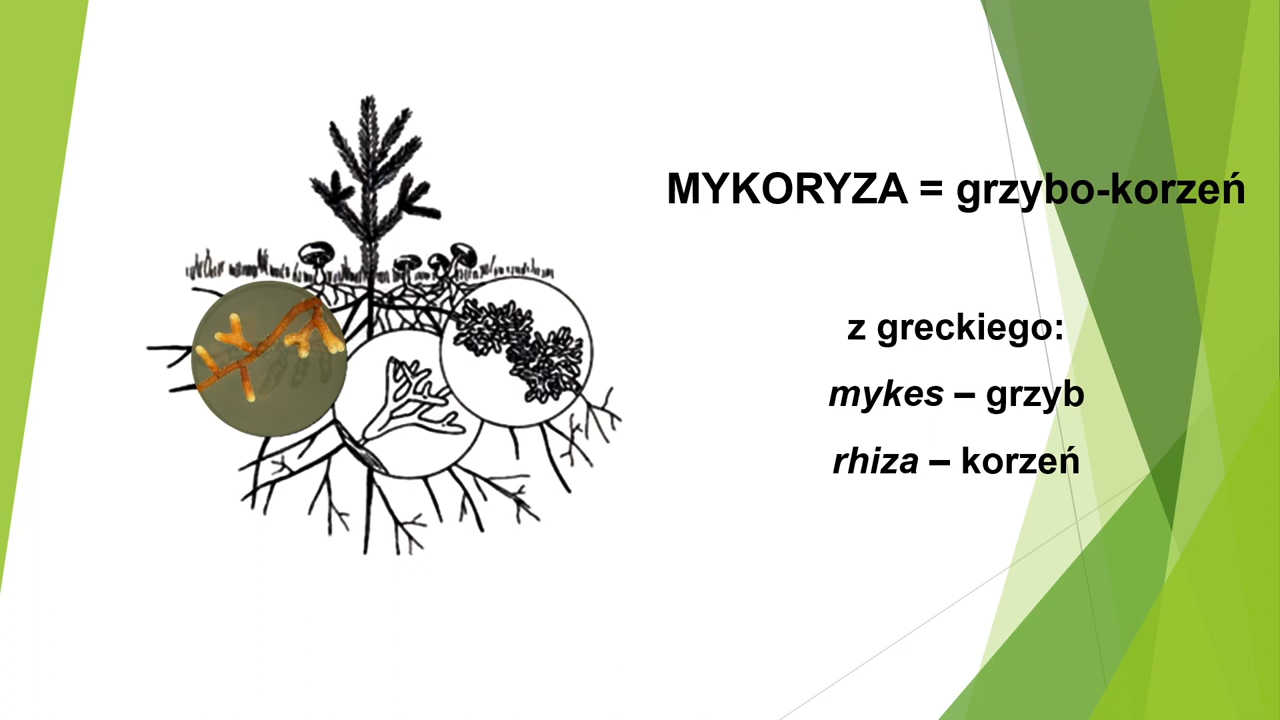 MYKORYZA = grzybo-korzeń
z greckiego:
mykes – grzyb
rhiza – korzeń